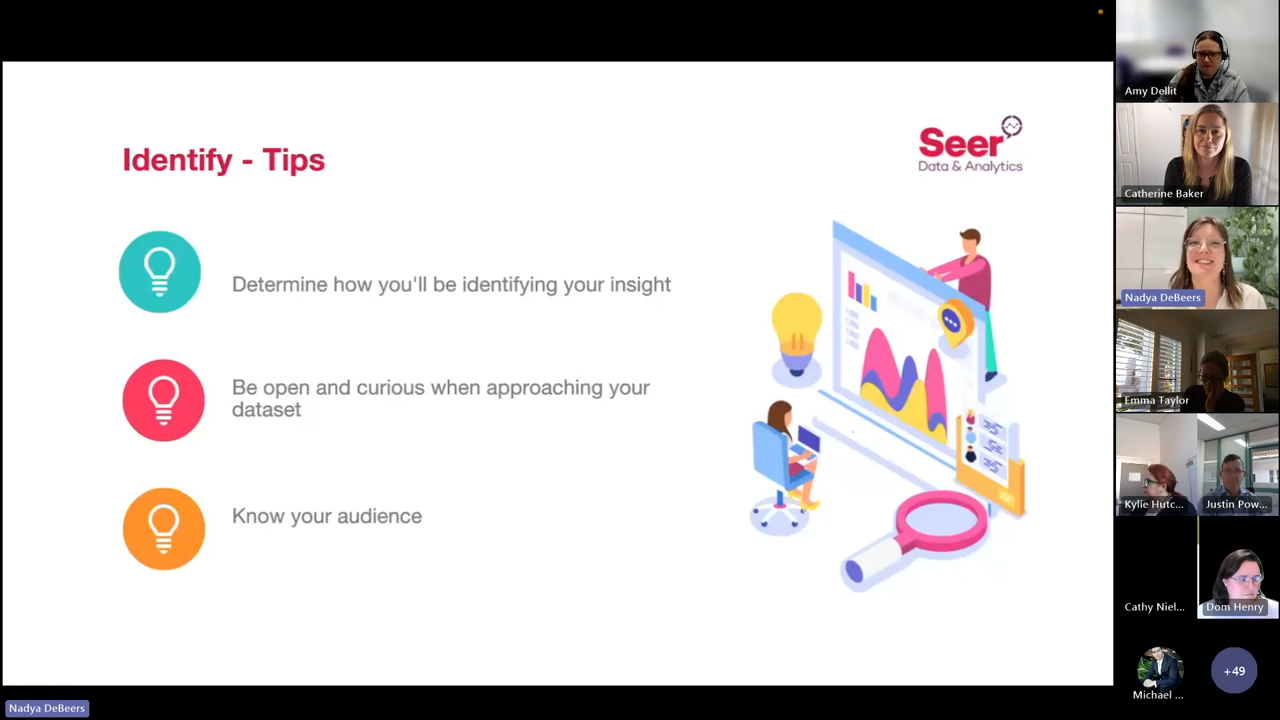 Identify - Tips
Seer
Data & Analytics
Determine how you'll be identifying your insight
Be open and curious when approaching your
dataset
Know your audience
Amy Dellit
Catherine Baker
Nadya DeBeers
Emma Taylor
Kylie Hutc...
Justin Pow...
Cathy Niel...
Dom Henry
Michael ...
+49
Nadya DeBeers